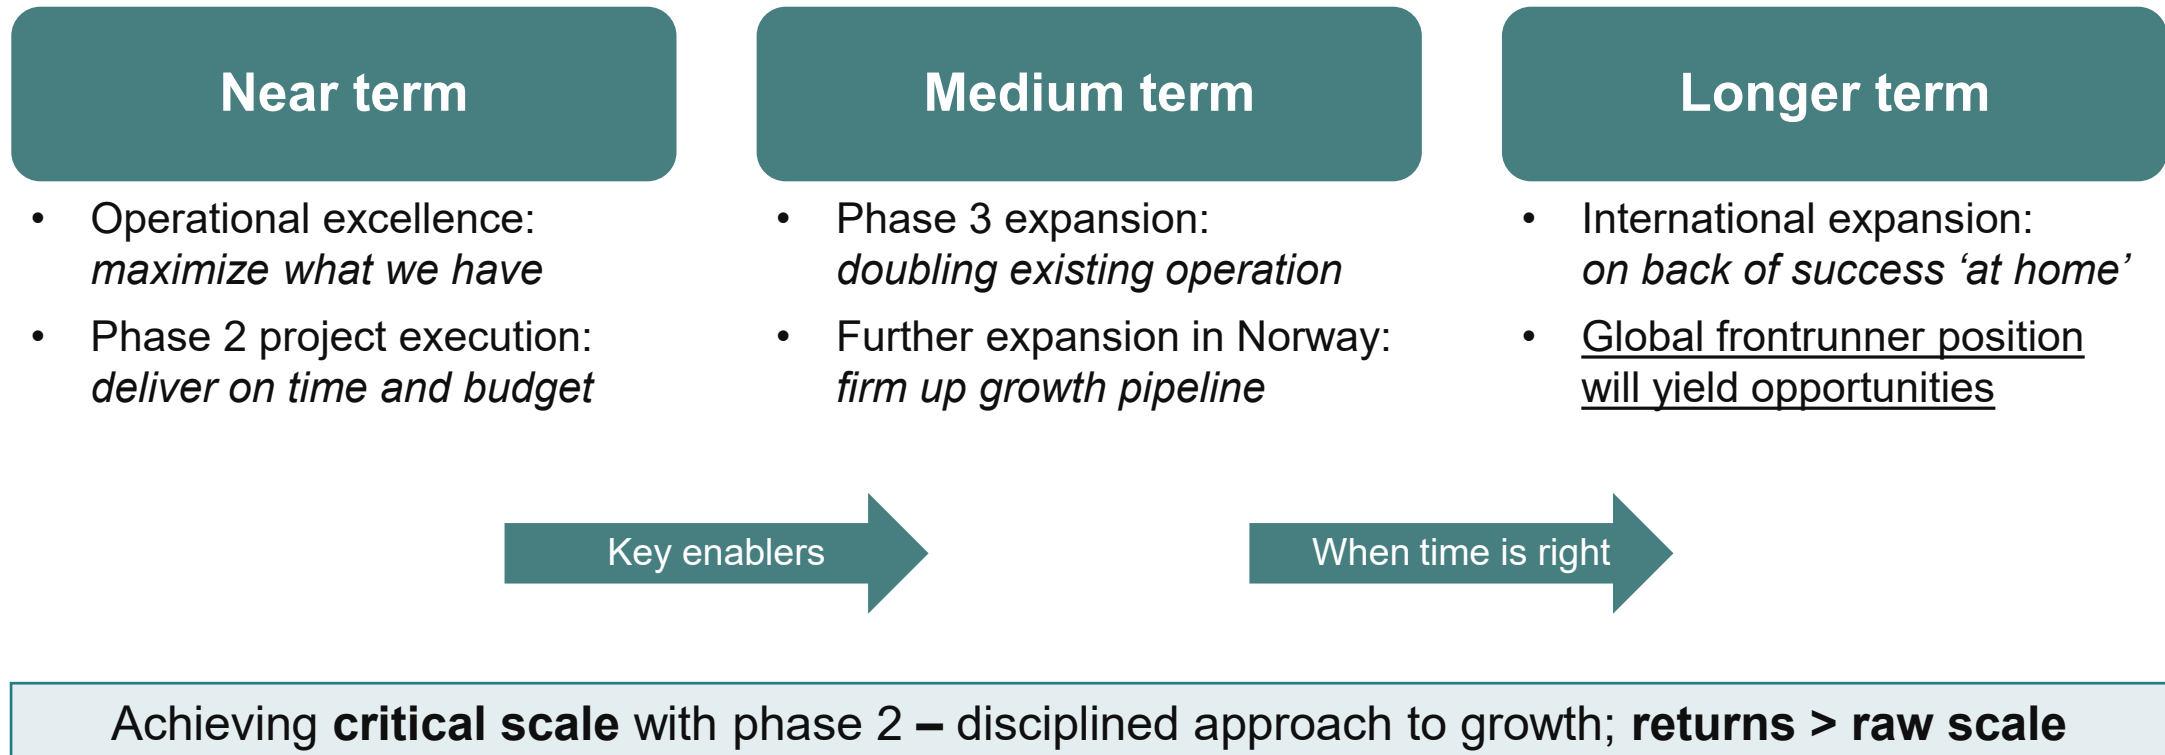 Near term
• Operational excellence:
maximize what we have
• Phase 2 project execution:
deliver on time and budget
Medium term
• Phase 3 expansion:
doubling existing operation
• Further expansion in Norway:
firm up growth pipeline
Longer term
• International expansion:
on back of success ‘at home’
• Global frontrunner position
will yield opportunities
Key enablers
When time is right
Achieving critical scale with phase 2 – disciplined approach to growth; returns > raw scale